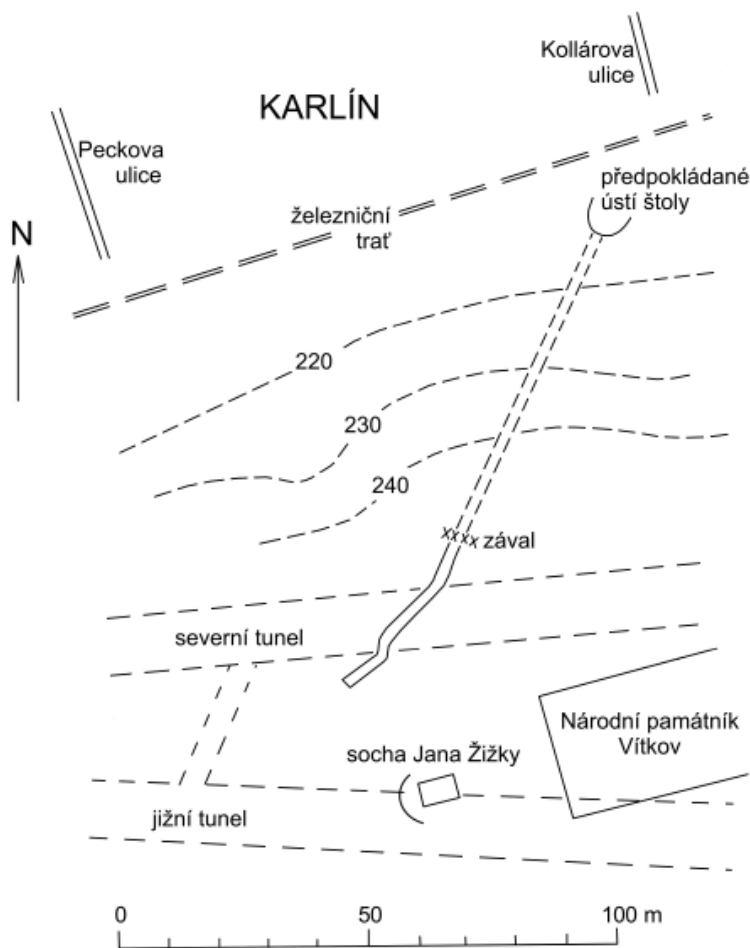 Kollárova
ulice
KARLÍN
Peckova
ulice
předpokládané
ústí štoly
železniční
trať
N
220
230
240
xxxx zával
severní tunel
Národní památník
Vítkov
socha Jana Žižky
jižní tunel
0 50 100 m